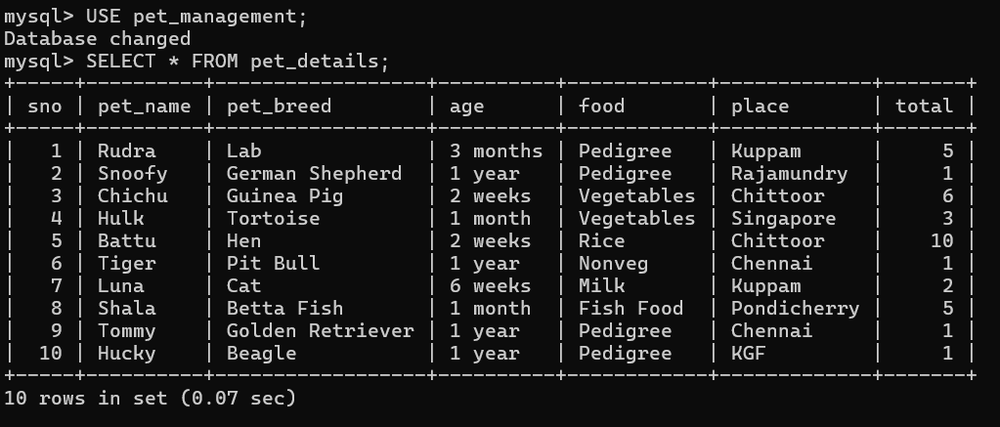 mysql> USE pet_management;
Database changed
mysql> SELECT * FROM pet_details;
+-----+----------+------------------+----------+------------+-------------+-------+
| sno | pet_name | pet_breed        | age      | food       | place       | total |
+-----+----------+------------------+----------+------------+-------------+-------+
|   1 | Rudra    | Lab              | 3 months | Pedigree   | Kuppam      |     5 |
|   2 | Snoofy   | German Shepherd  | 1 year   | Pedigree   | Rajamundry  |     1 |
|   3 | Chichu   | Guinea Pig       | 2 weeks  | Vegetables | Chittoor    |     6 |
|   4 | Hulk     | Tortoise         | 1 month  | Vegetables | Singapore   |     3 |
|   5 | Battu    | Hen              | 2 weeks  | Rice       | Chittoor    |    10 |
|   6 | Tiger    | Pit Bull         | 1 year   | Nonveg     | Chennai     |     1 |
|   7 | Luna     | Cat              | 6 weeks  | Milk       | Kuppam      |     2 |
|   8 | Shala    | Betta Fish       | 1 month  | Fish Food  | Pondicherry |     5 |
|   9 | Tommy    | Golden Retriever | 1 year   | Pedigree   | Chennai     |     1 |
|  10 | Hucky    | Beagle           | 1 year   | Pedigree   | KGF         |     1 |
+-----+----------+------------------+----------+------------+-------------+-------+
10 rows in set (0.07 sec)